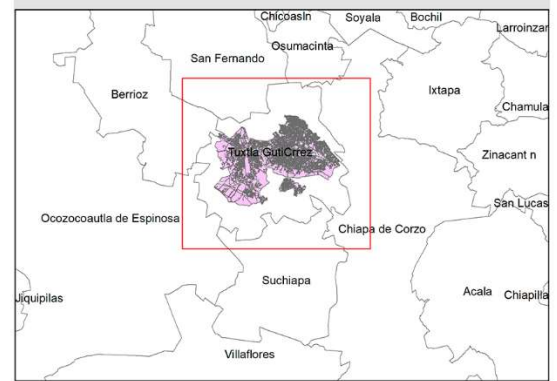 Chicoasln
Soyala
Bochil
Larroinzar
Osumacinta
San Fernando
Berrioz
Ixtapa
Chamula
Tuxtla GutiCrrez
Zinacant n
San Lucas
Ocozocoautla de Espinosa
Chiapa de Corzo
Suchiapa
Acala
Chiapilla
Jiquipilas
Villaflores